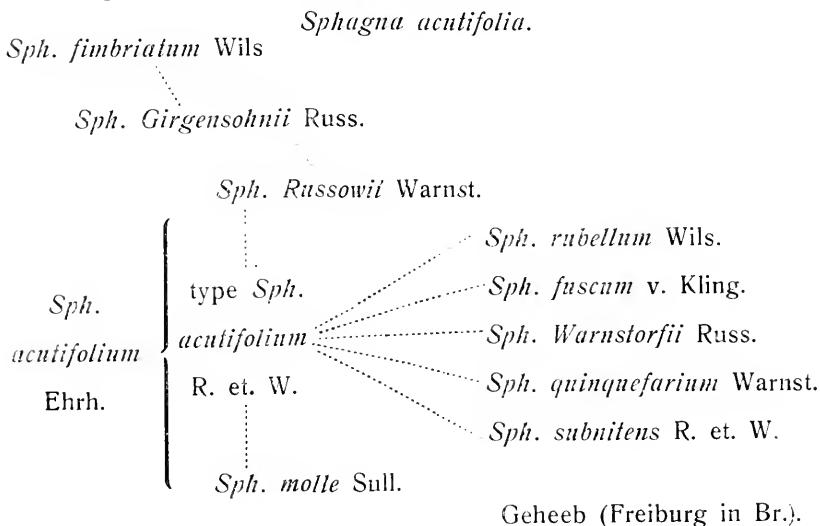 Sphagna acutifolia.
Sph. fimbriatum Wils
Sph. Girgensohnii Russ.
Sph. Russowii Warnst.
Sph. acutifolium Ehrh.
type Sph. acutifolium R. et. W.
Sph. rubellum Wils.
Sph. fuscum v. Kling.
Sph. Warnstorfii Russ.
Sph. quinquefarium Warnst.
Sph. subnitens R. et. W.
Sph. molle Sull.
Geheeb (Freiburg in Br.).